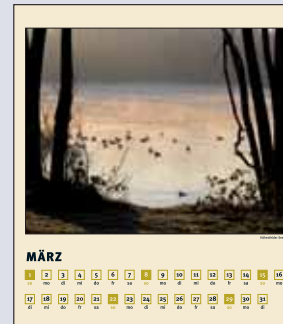 MÄRZ
1 2 3 4 5 6 7 8 9 10 11 12 13 14 15 16
so mo di mi do fr sa so mo di mi do fr sa so mo
17 18 19 20 21 22 23 24 25 26 27 28 29 30 31
di mi do fr sa so mo di mi do fr sa so mo di